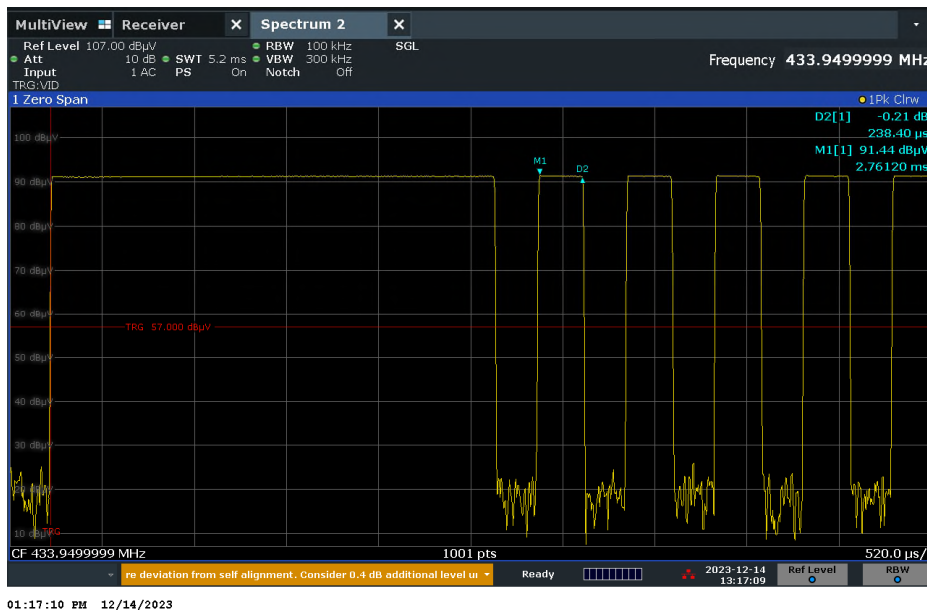 MultiView Receiver X Spectrum 2 X
Ref Level 107.00 dBµV RBW 100 kHz SGL
Att 10 dB SWT 5.2 ms VBW 300 kHz
Input 1 AC PS On Notch Off
Frequency 433.9499999 MHz
TRG:VID
1 Zero Span 1Pk Clrw
D2[1] -0.21 dB
238.40 µs
M1[1] 91.44 dBµV
2.76120 ms
100 dBµV
M1
D2
90 dBµV
80 dBµV
70 dBµV
60 dBµV
TRG 57.000 dBµV
50 dBµV
40 dBµV
30 dBµV
20 dBµV
10 dBµV
TRG
CF 433.9499999 MHz 1001 pts 520.0 µs/
re deviation from self alignment. Consider 0.4 dB additional level u
Ready
2023-12-14
13:17:09
Ref Level RBW
01:17:10 PM 12/14/2023